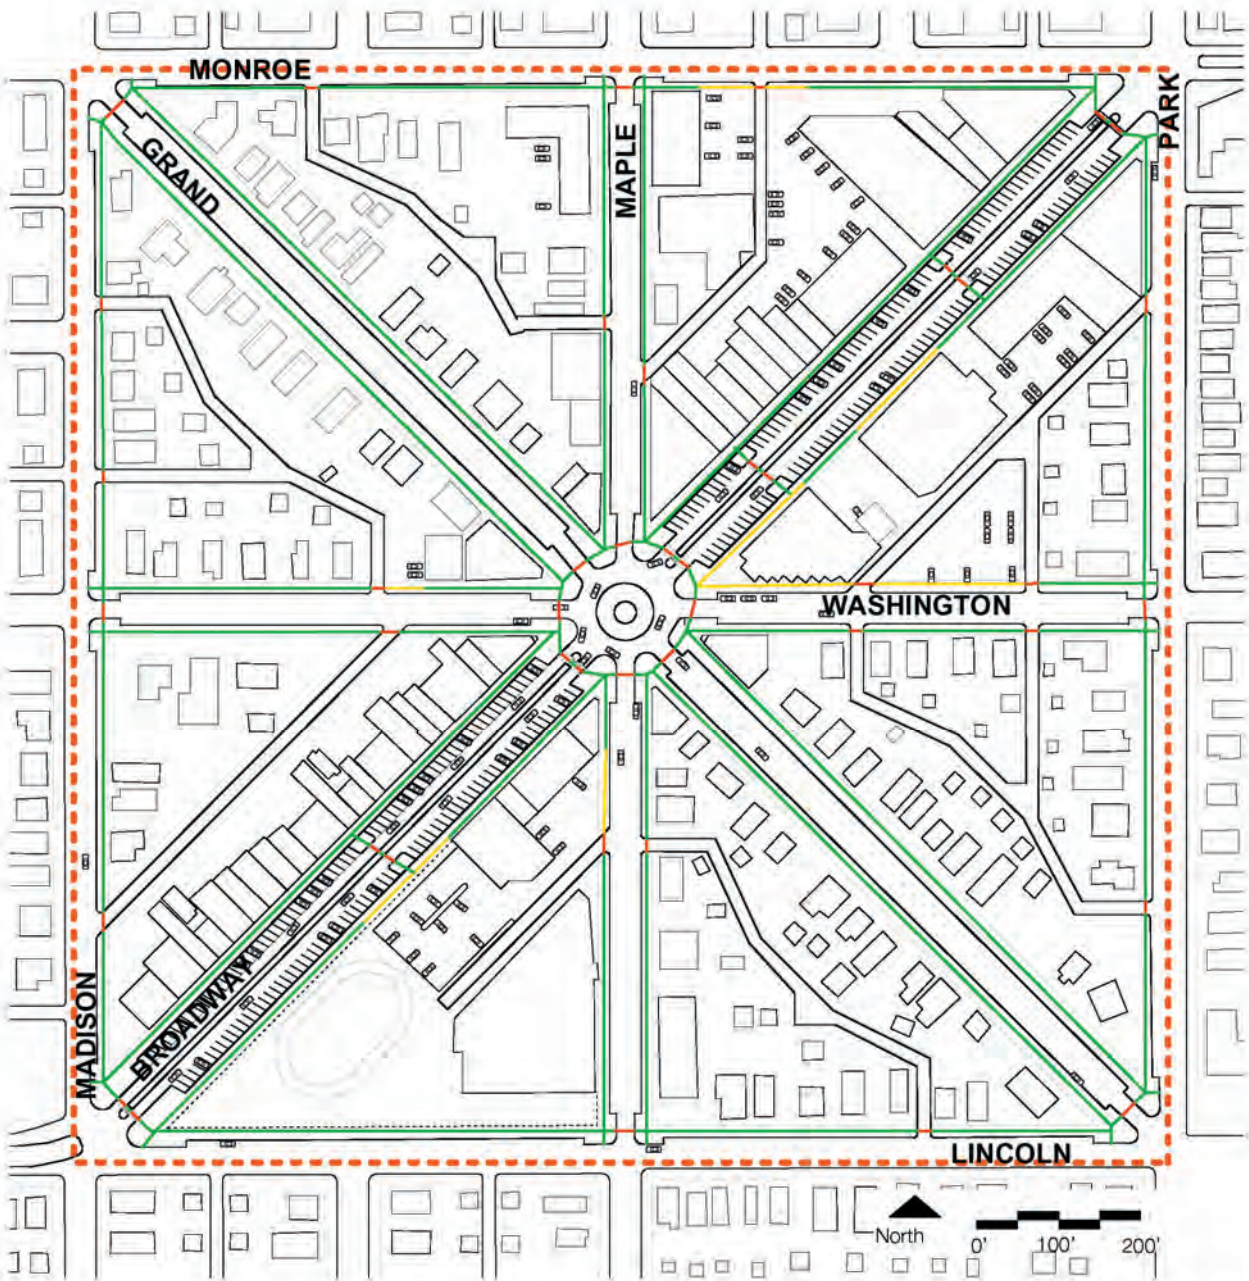 MONROE
PARK
MAPLE
GRAND
WASHINGTON
BROADWAY
MADISON
LINCOLN
North
0'
100'
200'